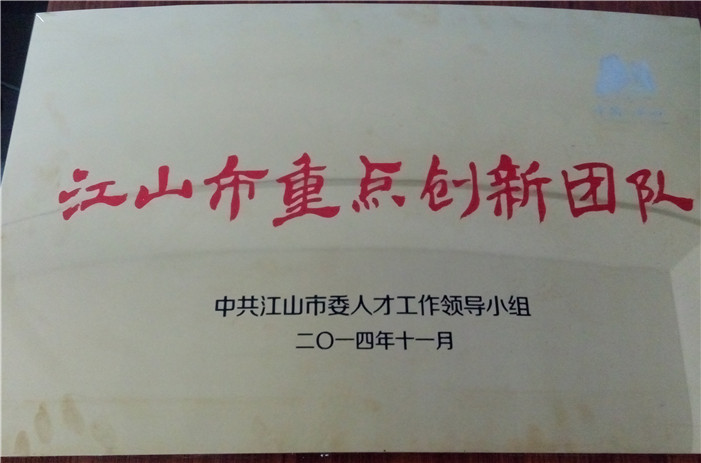 江山市重点创新团队
中共江山市委人才工作领导小组
二〇一四年十一月